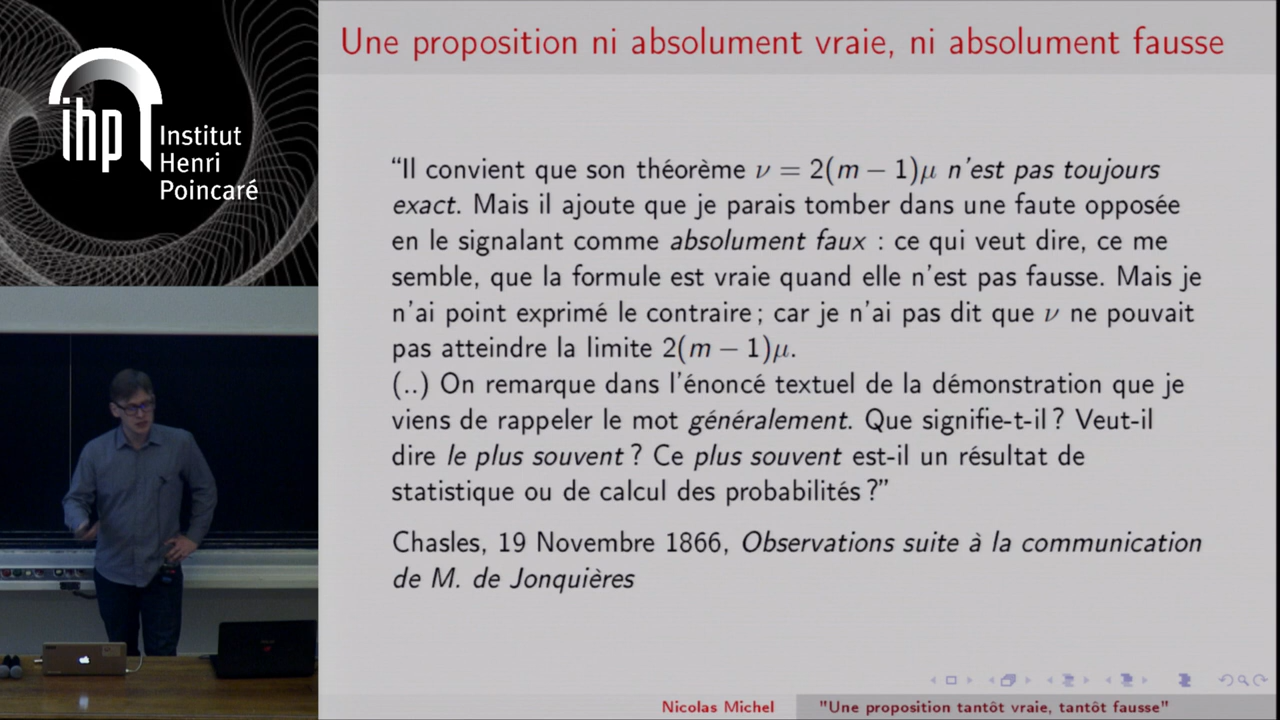 ihp
Institut
Henri
Poincaré
Une proposition ni absolument vraie, ni absolument fausse
“Il convient que son théorème ν = 2(m − 1)μ n'est pas toujours
exact. Mais il ajoute que je parais tomber dans une faute opposée
en le signalant comme absolument faux : ce qui veut dire, ce me
semble, que la formule est vraie quand elle n'est pas fausse. Mais je
n'ai point exprimé le contraire ; car je n'ai pas dit que ν ne pouvait
pas atteindre la limite 2(m − 1)μ.
(..) On remarque dans l'énoncé textuel de la démonstration que je
viens de rappeler le mot généralement. Que signifie-t-il ? Veut-il
dire le plus souvent ? Ce plus souvent est-il un résultat de
statistique ou de calcul des probabilités ?”
Chasles, 19 Novembre 1866, Observations suite à la communication
de M. de Jonquières
Nicolas Michel
"Une proposition tantôt vraie, tantôt fausse"